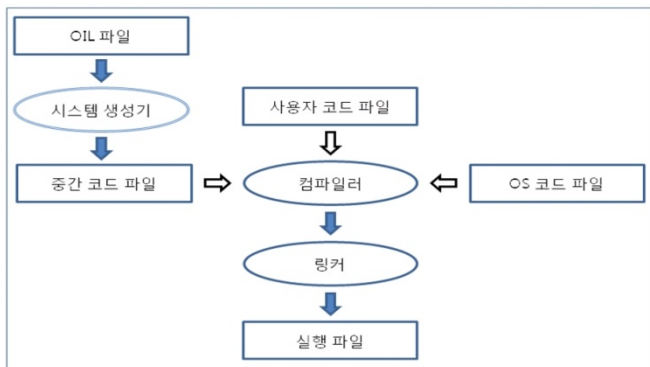 OIL 파일
시스템 생성기
사용자 코드 파일
중간 코드 파일
컴파일러
OS 코드 파일
링커
실행 파일